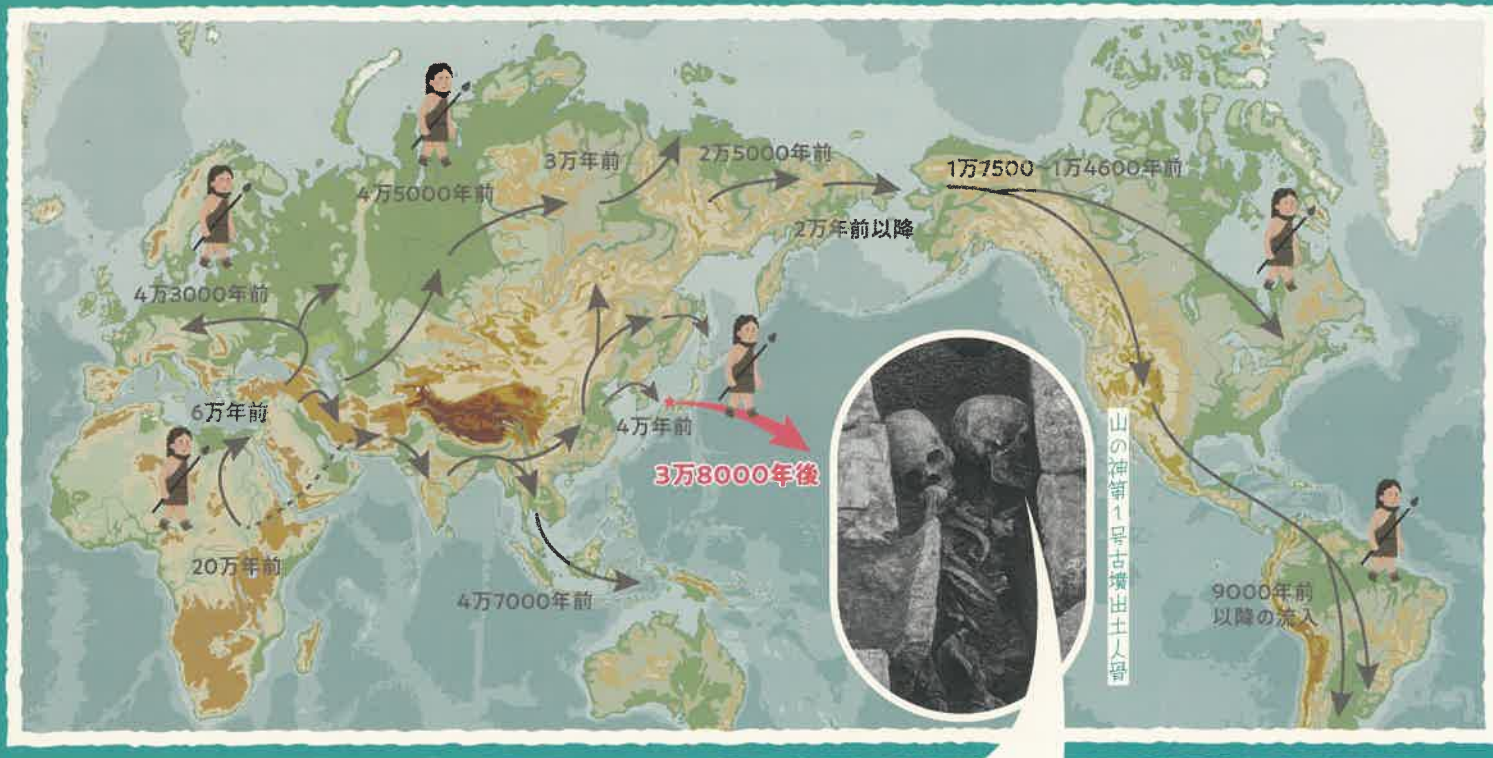 4万5000年前
3万年前
2万5000年前
1万7500~1万4600年前
2万年前以降
4万3000年前
6万年前
4万年前
3万8000年後
20万年前
4万7000年前
山の神第1号古墳出土人骨
9000年前
以降の流入